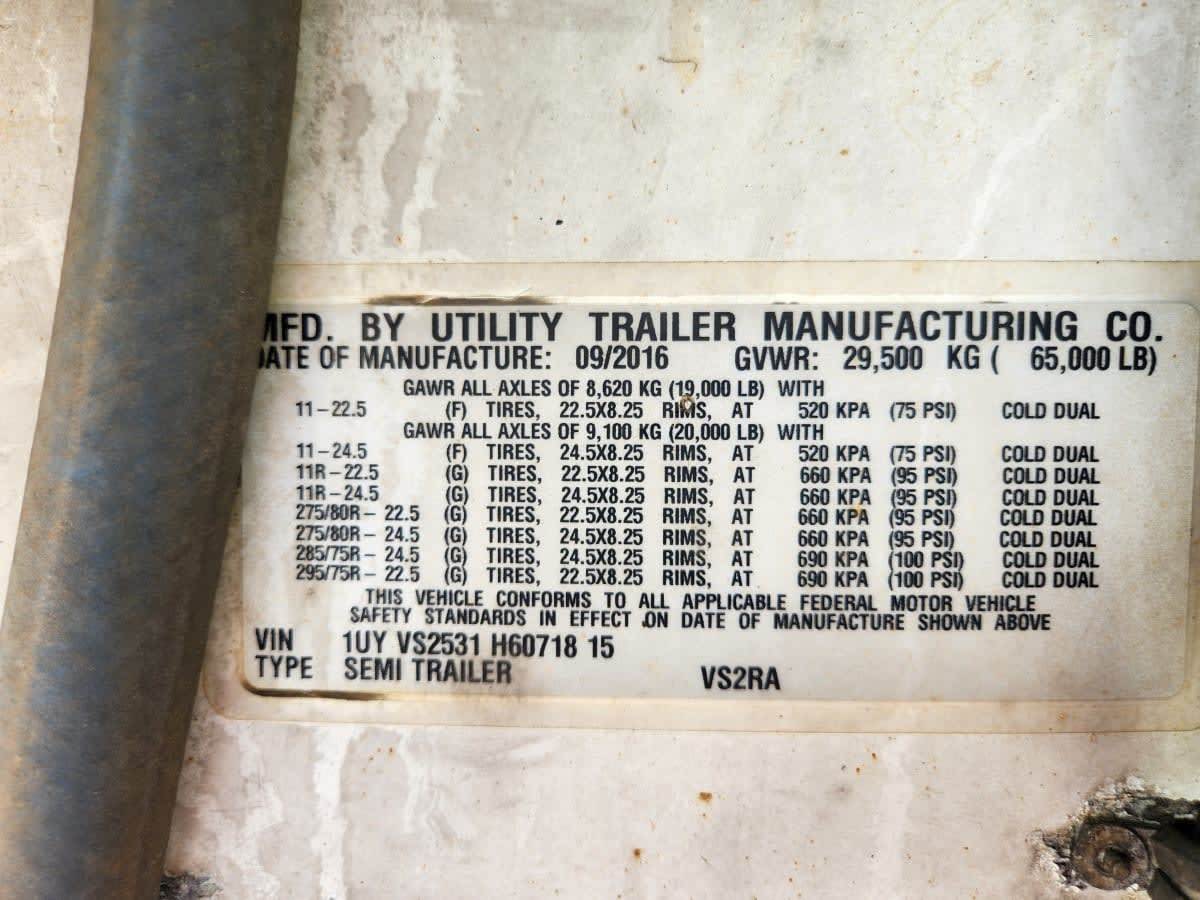 MFD. BY UTILITY TRAILER MANUFACTURING CO.
DATE OF MANUFACTURE: 09/2016 GVWR: 29,500 KG ( 65,000 LB)
GAWR ALL AXLES OF 8,620 KG (19,000 LB) WITH
11-22.5 (F) TIRES, 22.5X8.25 RIMS, AT 520 KPA (75 PSI) COLD DUAL
GAWR ALL AXLES OF 9,100 KG (20,000 LB) WITH
11-24.5 (F) TIRES, 24.5X8.25 RIMS, AT 520 KPA (75 PSI) COLD DUAL
11R-22.5 (G) TIRES, 22.5X8.25 RIMS, AT 660 KPA (95 PSI) COLD DUAL
11R-24.5 (G) TIRES, 24.5X8.25 RIMS, AT 660 KPA (95 PSI) COLD DUAL
275/80R- 22.5 (G) TIRES, 22.5X8.25 RIMS, AT 660 KPA (95 PSI) COLD DUAL
275/80R- 24.5 (G) TIRES, 24.5X8.25 RIMS, AT 660 KPA (95 PSI) COLD DUAL
285/75R- 24.5 (G) TIRES, 24.5X8.25 RIMS, AT 690 KPA (100 PSI) COLD DUAL
295/75R- 22.5 (G) TIRES, 22.5X8.25 RIMS, AT 690 KPA (100 PSI) COLD DUAL
THIS VEHICLE CONFORMS TO ALL APPLICABLE FEDERAL MOTOR VEHICLE
SAFETY STANDARDS IN EFFECT ON DATE OF MANUFACTURE SHOWN ABOVE
VIN 1UY VS2531 H60718 15
TYPE SEMI TRAILER VS2RA